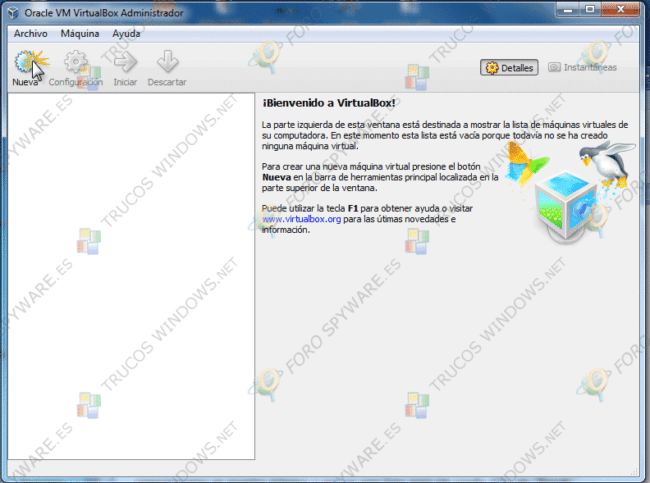 Oracle VM VirtualBox Administrador
Archivo Máquina Ayuda
Nueva Configuración Iniciar Descartar
Detalles Instantáneas
¡Bienvenido a VirtualBox!
La parte izquierda de esta ventana está destinada a mostrar la lista de máquinas virtuales de
su computadora. En este momento esta lista está vacía porque todavía no se ha creado
ninguna máquina virtual.
Para crear una nueva máquina virtual presione el botón
Nueva en la barra de herramientas principal localizada en la
parte superior de la ventana.
Puede utilizar la tecla F1 para obtener ayuda o visitar
www.virtualbox.org para las útimas novedades e
información.
FORO SPYWARE.ES
TRUCOS WINDOWS.NET